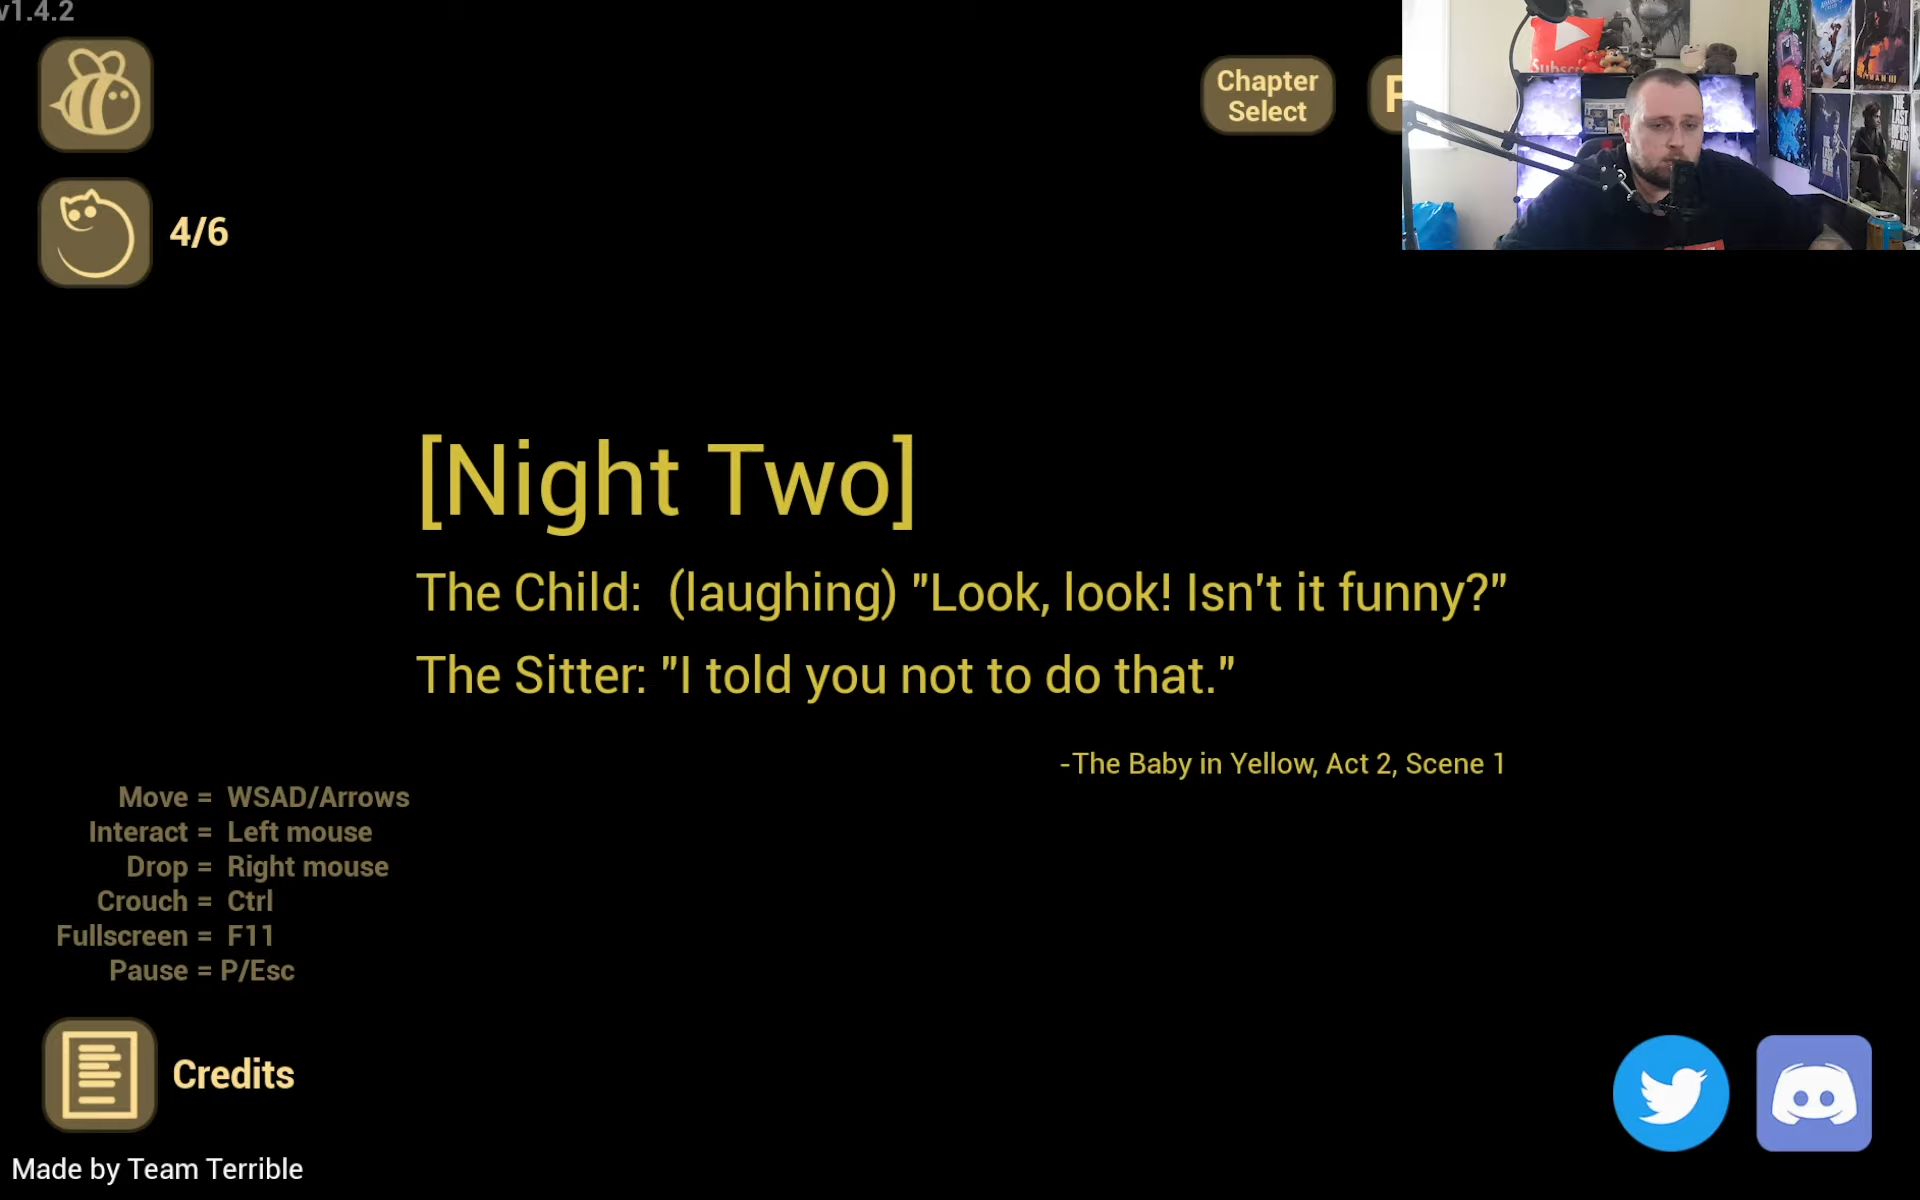 v1.4.2
Chapter
Select
4/6
[Night Two]
The Child:  (laughing) "Look, look! Isn't it funny?"
The Sitter: "I told you not to do that."
-The Baby in Yellow, Act 2, Scene 1
Move = WSAD/Arrows
Interact = Left mouse
Drop = Right mouse
Crouch = Ctrl
Fullscreen = F11
Pause = P/Esc
Credits
Made by Team Terrible